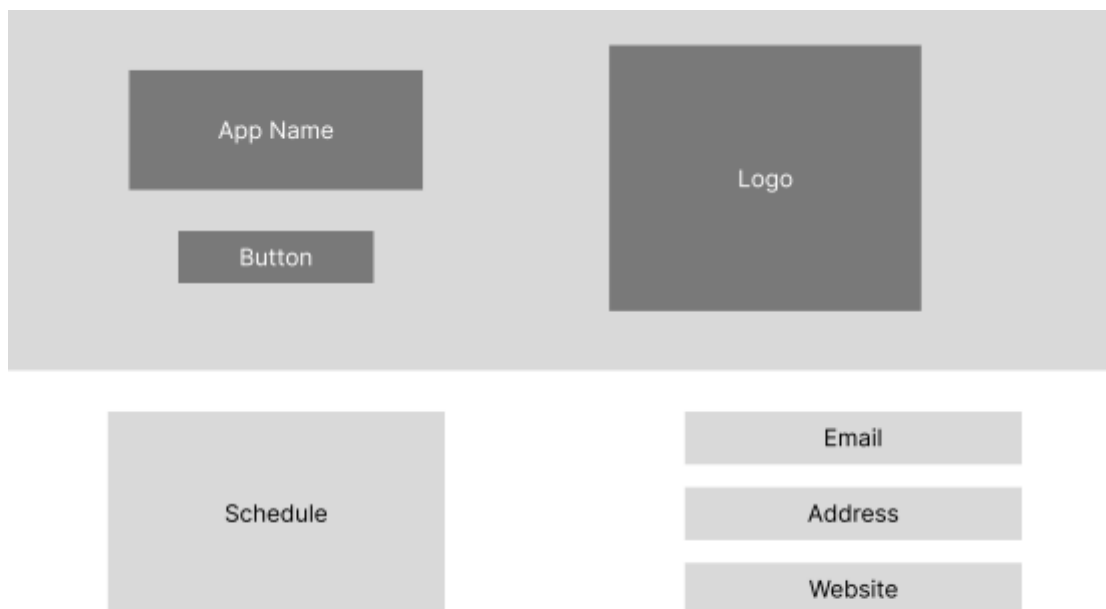 App Name
Button
Logo
Schedule
Email
Address
Website